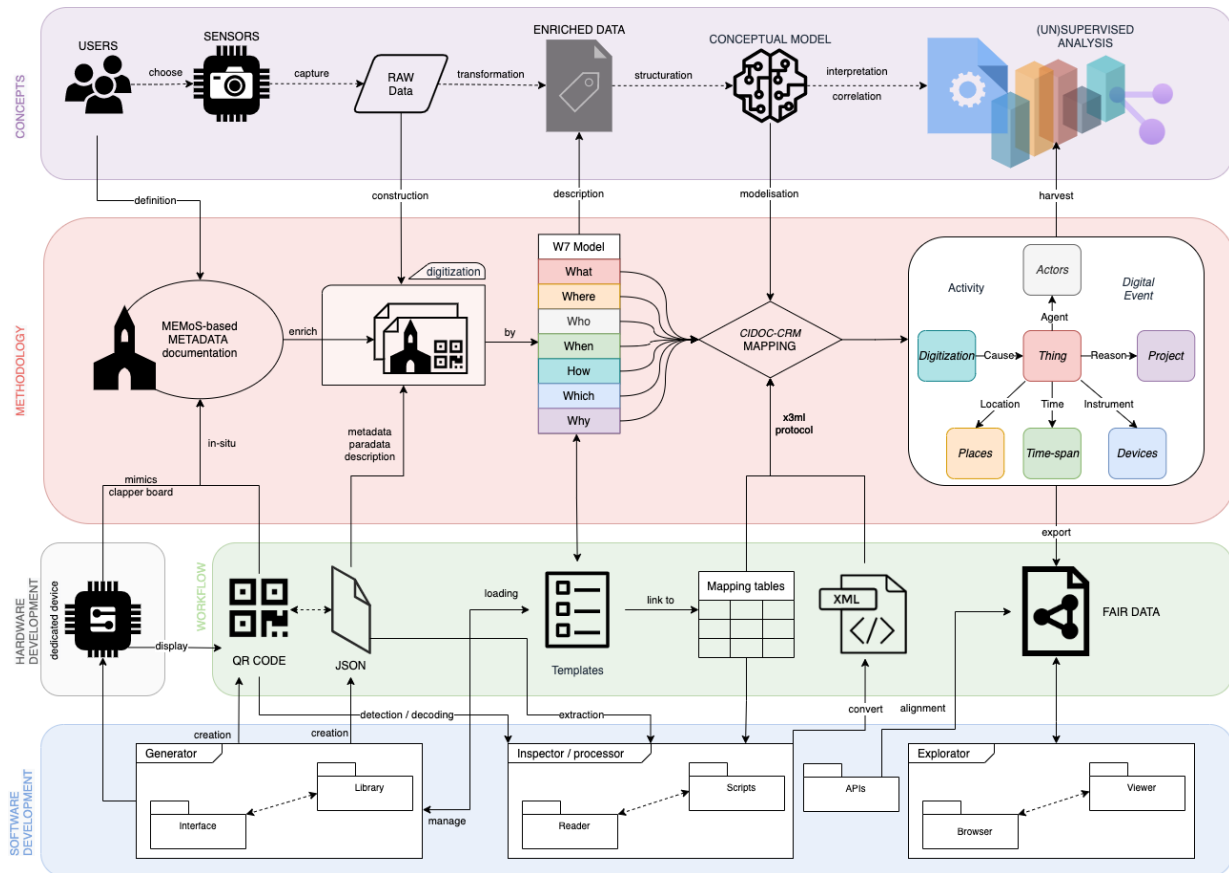 CONCEPTS
USERS
SENSORS
ENRICHED DATA
CONCEPTUAL MODEL
(UN)SUPERVISED
ANALYSIS
choose
capture
RAW
Data
transformation
structuration
interpretation
correlation
definition
construction
description
modelisation
harvest
METHODOLOGY
MEMoS-based
METADATA
documentation
enrich
digitization
by
W7 Model
What
Where
Who
When
How
Which
Why
CIDOC-CRM
MAPPING
Activity
Actors
Digital
Event
Agent
Digitization
Cause
Thing
Reason
Project
Location
Time
Instrument
Places
Time-span
Devices
in-situ
metadata
paradata
description
x3ml
protocol
mimics
clapper board
export
HARDWARE
DEVELOPMENT
dedicated device
WORKFLOW
display
QR CODE
JSON
loading
Templates
link to
Mapping tables
XML
</>
FAIR DATA
convert
alignment
detection / decoding
extraction
creation
creation
SOFTWARE
DEVELOPMENT
Generator
Library
Interface
manage
Inspector / processor
Scripts
Reader
APIs
Explorator
Viewer
Browser